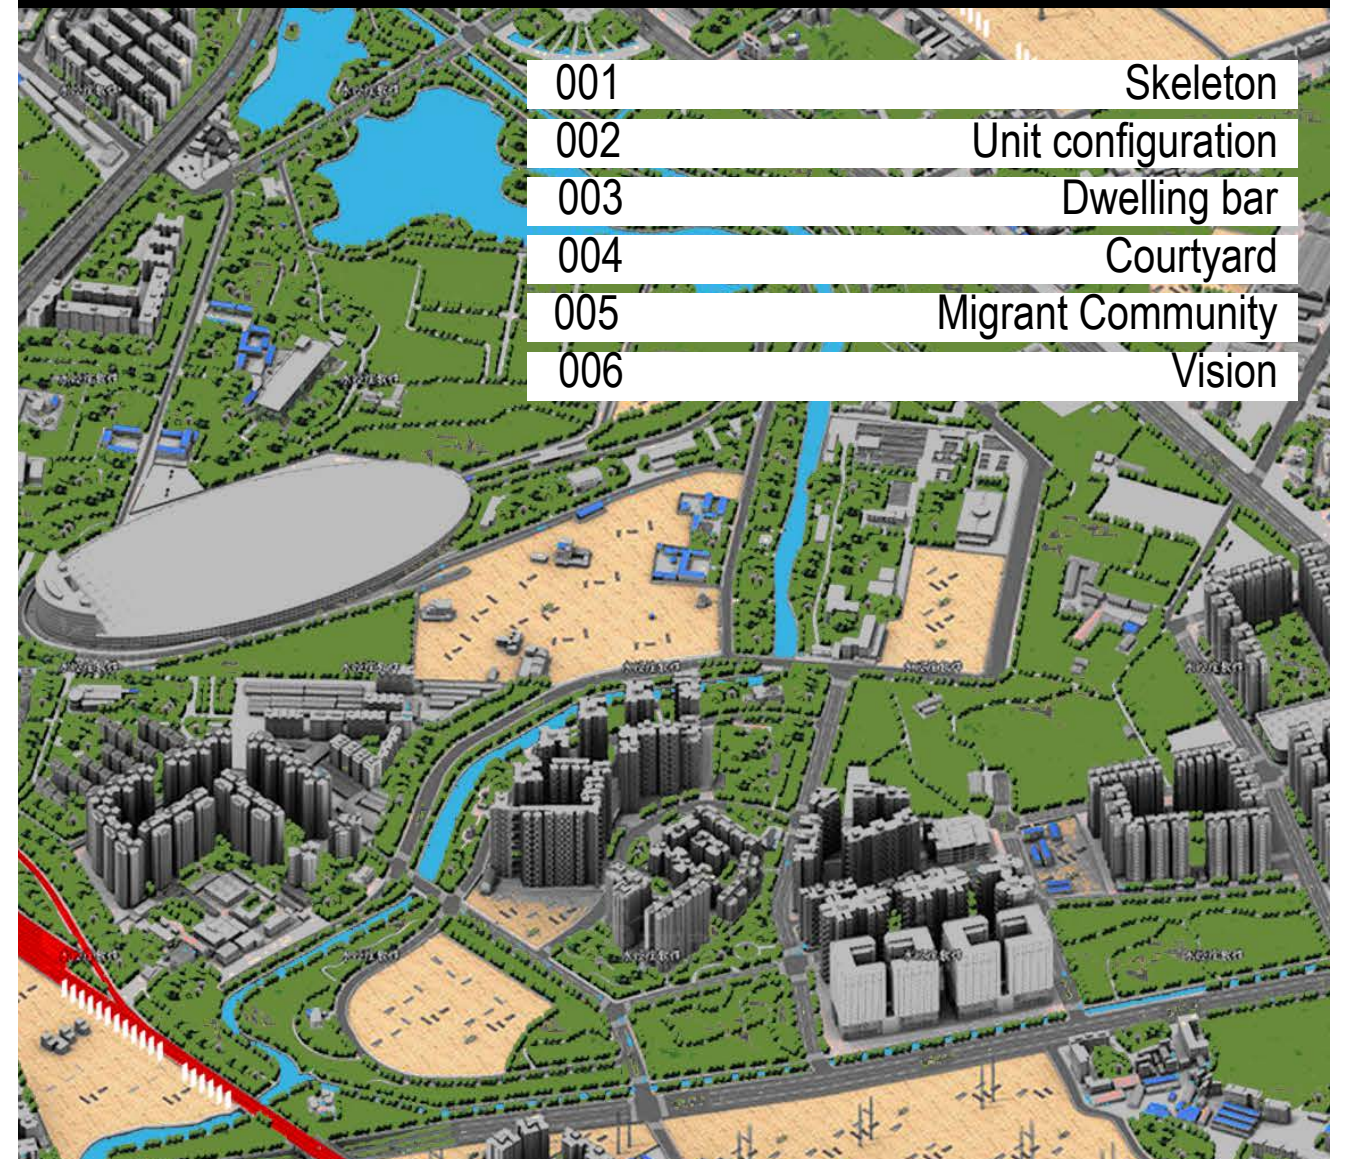 001 Skeleton
002 Unit configuration
003 Dwelling bar
004 Courtyard
005 Migrant Community
006 Vision